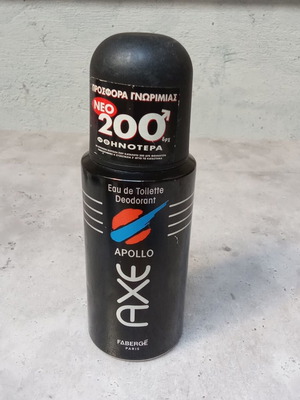 ΠΡΟΣΦΟΡΑ ΓΝΩΡΙΜΙΑΣ
ΝΕΟ
200
δρχ
ΦΘΗΝΟΤΕΡΑ
Eau de Toilette
Deodorant
APOLLO
AXE
FABERGÉ
PARIS